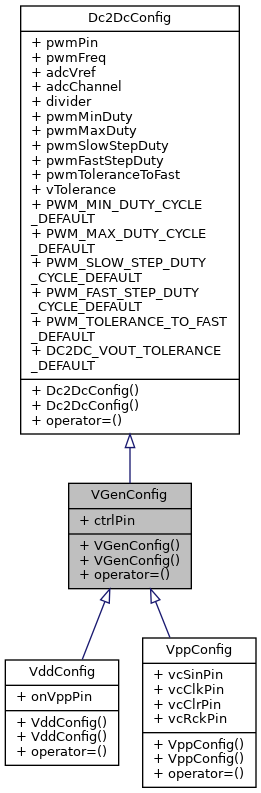 Dc2DcConfig
+ pwmPin
+ pwmFreq
+ adcVref
+ adcChannel
+ divider
+ pwmMinDuty
+ pwmMaxDuty
+ pwmSlowStepDuty
+ pwmFastStepDuty
+ pwmToleranceToFast
+ vTolerance
+ PWM_MIN_DUTY_CYCLE
_DEFAULT
+ PWM_MAX_DUTY_CYCLE
_DEFAULT
+ PWM_SLOW_STEP_DUTY
_CYCLE_DEFAULT
+ PWM_FAST_STEP_DUTY
_CYCLE_DEFAULT
+ PWM_TOLERANCE_TO_FAST
_DEFAULT
+ DC2DC_VOUT_TOLERANCE
_DEFAULT
+ Dc2DcConfig()
+ Dc2DcConfig()
+ operator=()
VGenConfig
+ ctrlPin
+ VGenConfig()
+ VGenConfig()
+ operator=()
VddConfig
+ onVppPin
+ VddConfig()
+ VddConfig()
+ operator=()
VppConfig
+ vcSinPin
+ vcClkPin
+ vcClrPin
+ vcRckPin
+ VppConfig()
+ VppConfig()
+ operator=()